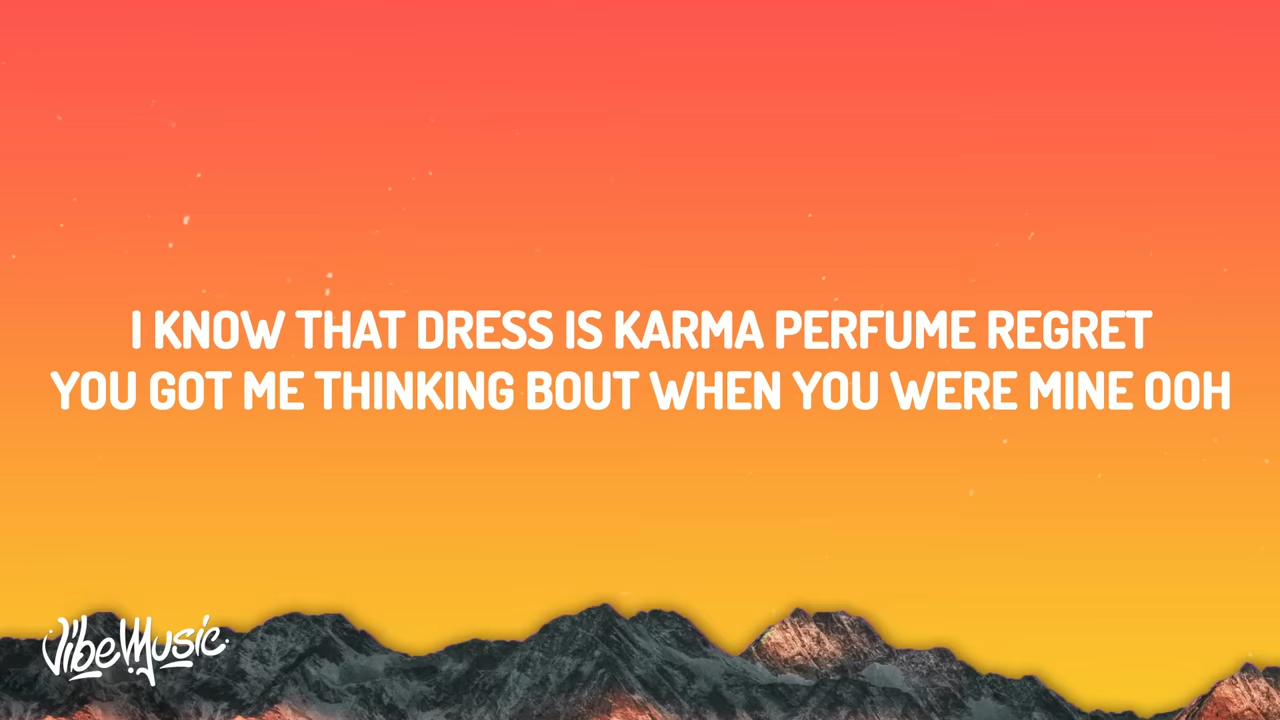 I KNOW THAT DRESS IS KARMA PERFUME REGRET
YOU GOT ME THINKING BOUT WHEN YOU WERE MINE OOH
VibeMusic